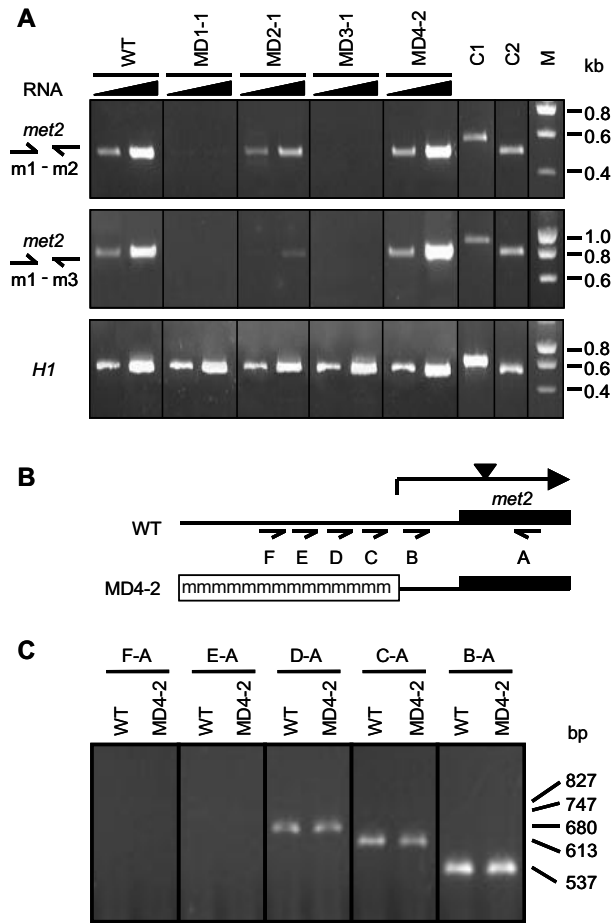 A
WT
MD1-1
MD2-1
MD3-1
MD4-2
C1
C2
M
kb
RNA
met2
m1 - m2
0.8
0.6
0.4
met2
m1 - m3
1.0
0.8
0.6
H1
0.8
0.6
0.4
B
met2
WT
F E D C B A
MD4-2
mmmmmmmmmmmmmmm
C
F-A E-A D-A C-A B-A
WT MD4-2 WT MD4-2 WT MD4-2 WT MD4-2 WT MD4-2
bp
827
747
680
613
537